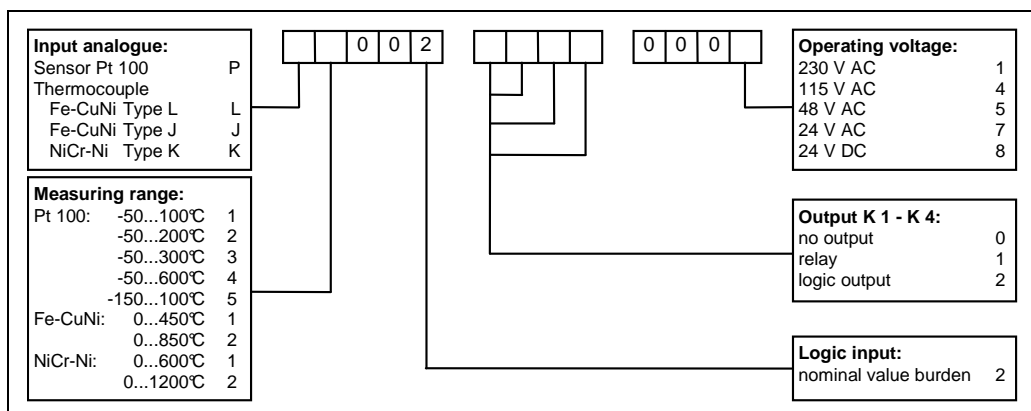 Input analogue:
Sensor Pt 100 P
Thermocouple
Fe-CuNi Type L L
Fe-CuNi Type J J
NiCr-Ni Type K K
0 0 2
0 0 0
Operating voltage:
230 V AC 1
115 V AC 4
48 V AC 5
24 V AC 7
24 V DC 8
Measuring range:
Pt 100: -50...100°C 1
-50...200°C 2
-50...300°C 3
-50...600°C 4
-150...100°C 5
Fe-CuNi: 0...450°C 1
0...850°C 2
NiCr-Ni: 0...600°C 1
0...1200°C 2
Output K 1 - K 4:
no output 0
relay 1
logic output 2
Logic input:
nominal value burden 2